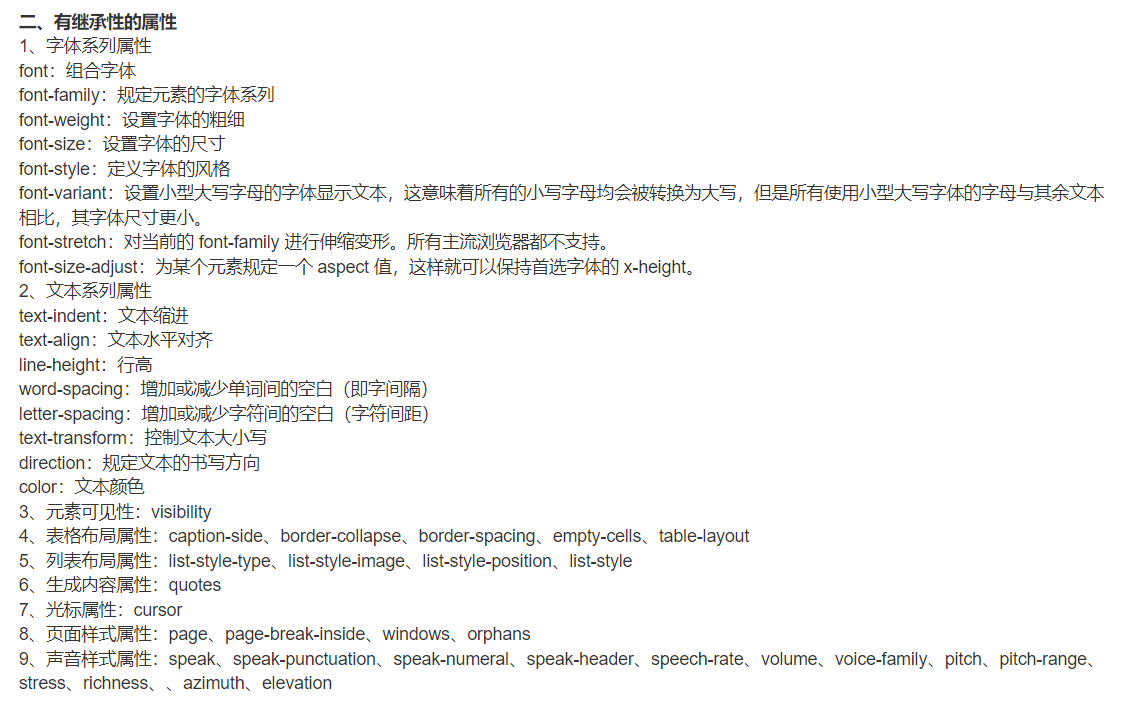 二、有继承性的属性
1、字体系列属性
font：组合字体
font-family：规定元素的字体系列
font-weight：设置字体的粗细
font-size：设置字体的尺寸
font-style：定义字体的风格
font-variant：设置小型大写字母的字体显示文本，这意味着所有的小写字母均会被转换为大写，但是所有使用小型大写字体的字母与其余文本
相比，其字体尺寸更小。
font-stretch：对当前的 font-family 进行伸缩变形。所有主流浏览器都不支持。
font-size-adjust：为某个元素规定一个 aspect 值，这样就可以保持首选字体的 x-height。
2、文本系列属性
text-indent：文本缩进
text-align：文本水平对齐
line-height：行高
word-spacing：增加或减少单词间的空白（即字间隔）
letter-spacing：增加或减少字符间的空白（字符间距）
text-transform：控制文本大小写
direction：规定文本的书写方向
color：文本颜色
3、元素可见性：visibility
4、表格布局属性：caption-side、border-collapse、border-spacing、empty-cells、table-layout
5、列表布局属性：list-style-type、list-style-image、list-style-position、list-style
6、生成内容属性：quotes
7、光标属性：cursor
8、页面样式属性：page、page-break-inside、windows、orphans
9、声音样式属性：speak、speak-punctuation、speak-numeral、speak-header、speech-rate、volume、voice-family、pitch、pitch-range、
stress、richness、、azimuth、elevation